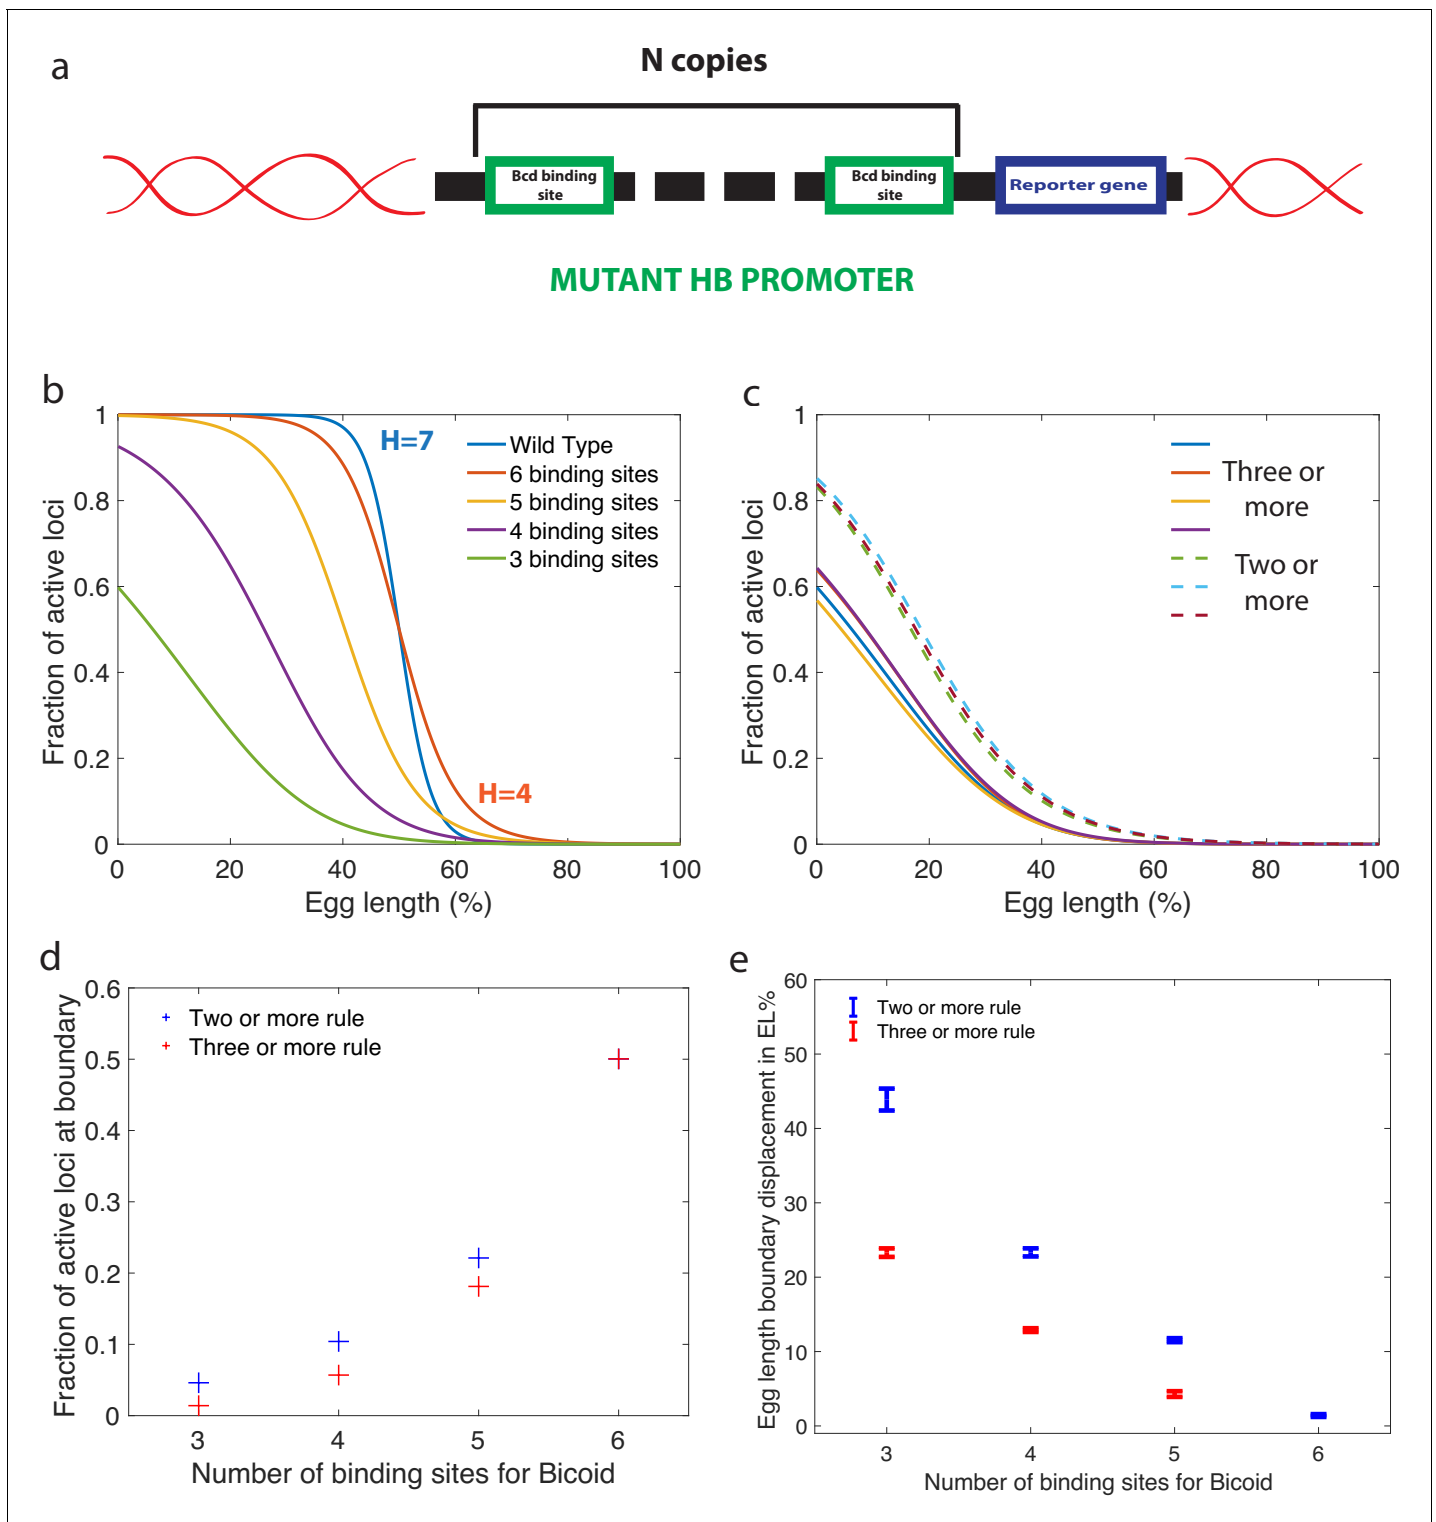 a
N copies
Bcd binding
site
Bcd binding
site
Reporter gene
MUTANT HB PROMOTER
b
Fraction of active loci
1
0.8
0.6
0.4
0.2
0
0 20 40 60 80 100
Egg length (%)
H=7
H=4
Wild Type
6 binding sites
5 binding sites
4 binding sites
3 binding sites
c
Fraction of active loci
1
0.8
0.6
0.4
0.2
0
0 20 40 60 80 100
Egg length (%)
Three or
more
Two or
more
d
Fraction of active loci at boundary
0.6
0.5
0.4
0.3
0.2
0.1
0
3 4 5 6
Number of binding sites for Bicoid
Two or more rule
Three or more rule
e
Egg length boundary displacement in EL%
60
50
40
30
20
10
0
3 4 5 6
Number of binding sites for Bicoid
Two or more rule
Three or more rule